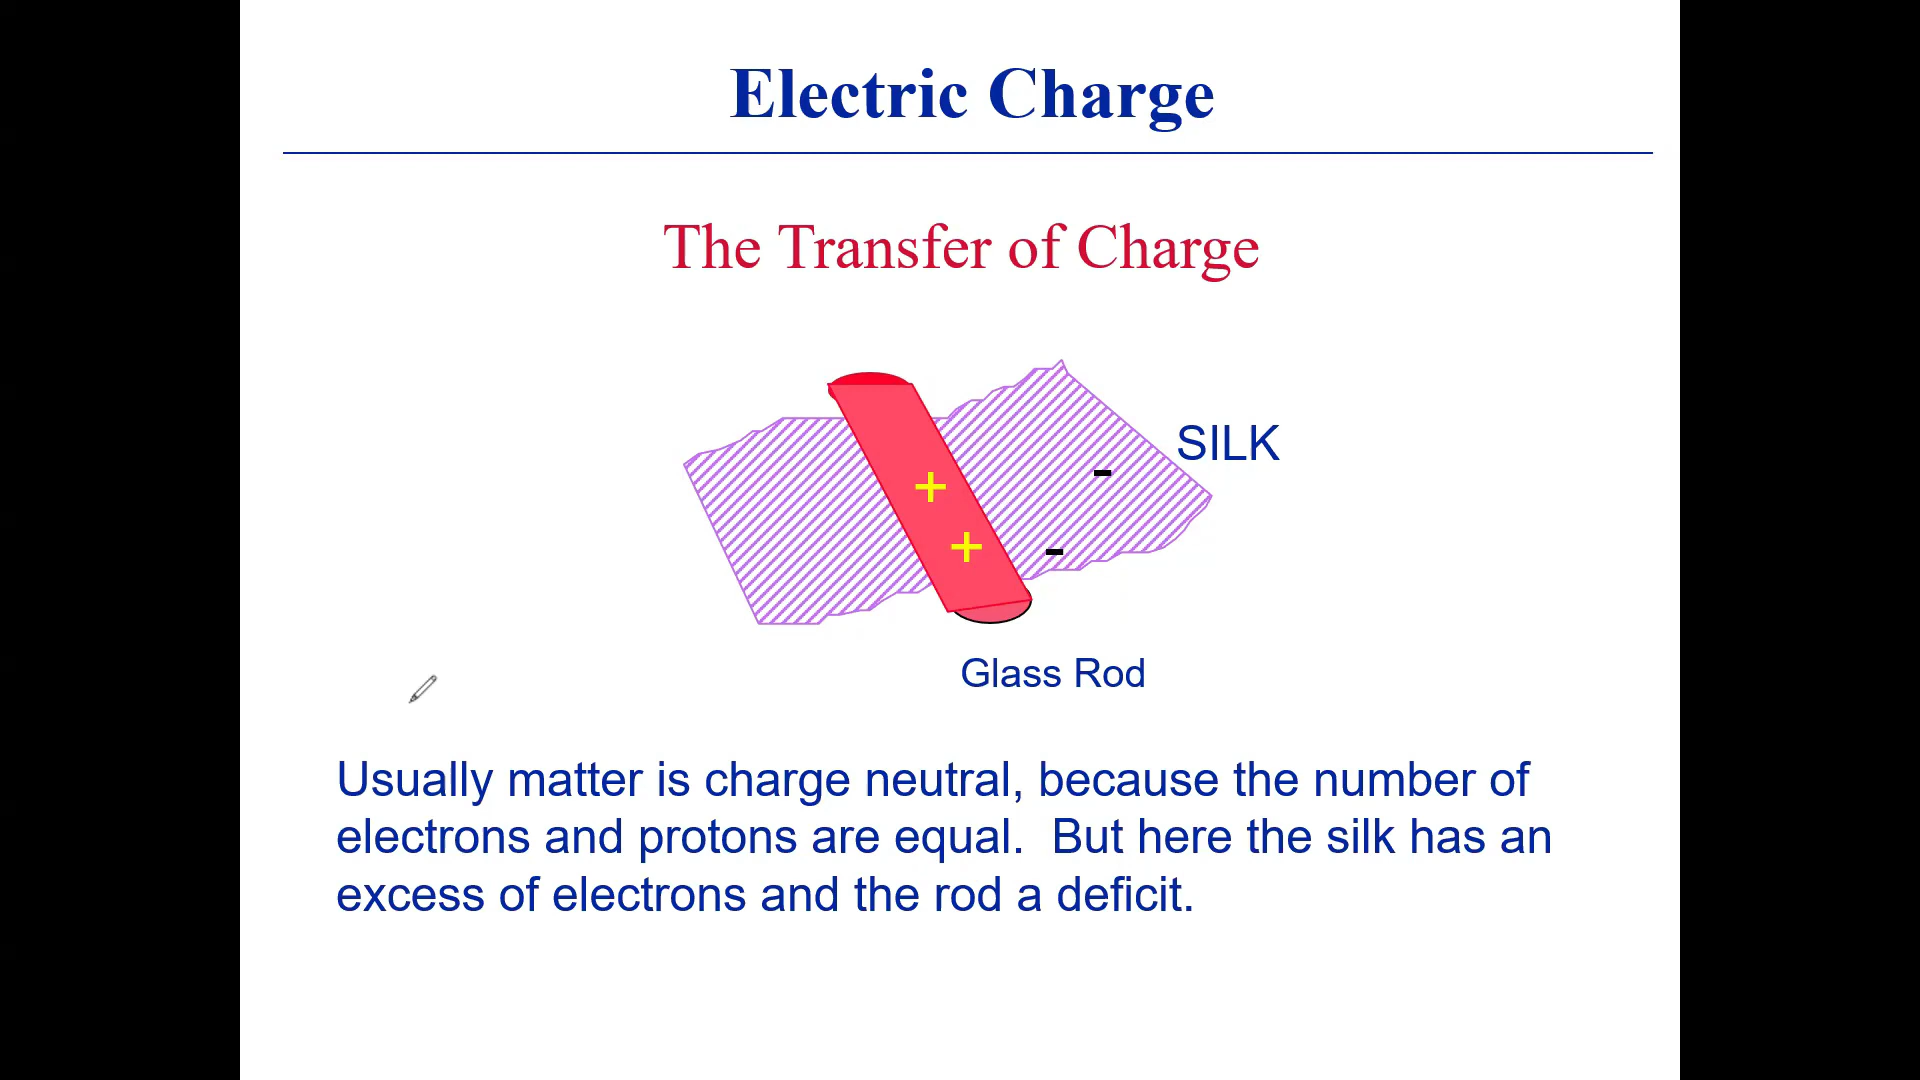 Electric Charge
The Transfer of Charge
SILK
+
-
+
-
Glass Rod
Usually matter is charge neutral, because the number of
electrons and protons are equal.  But here the silk has an
excess of electrons and the rod a deficit.